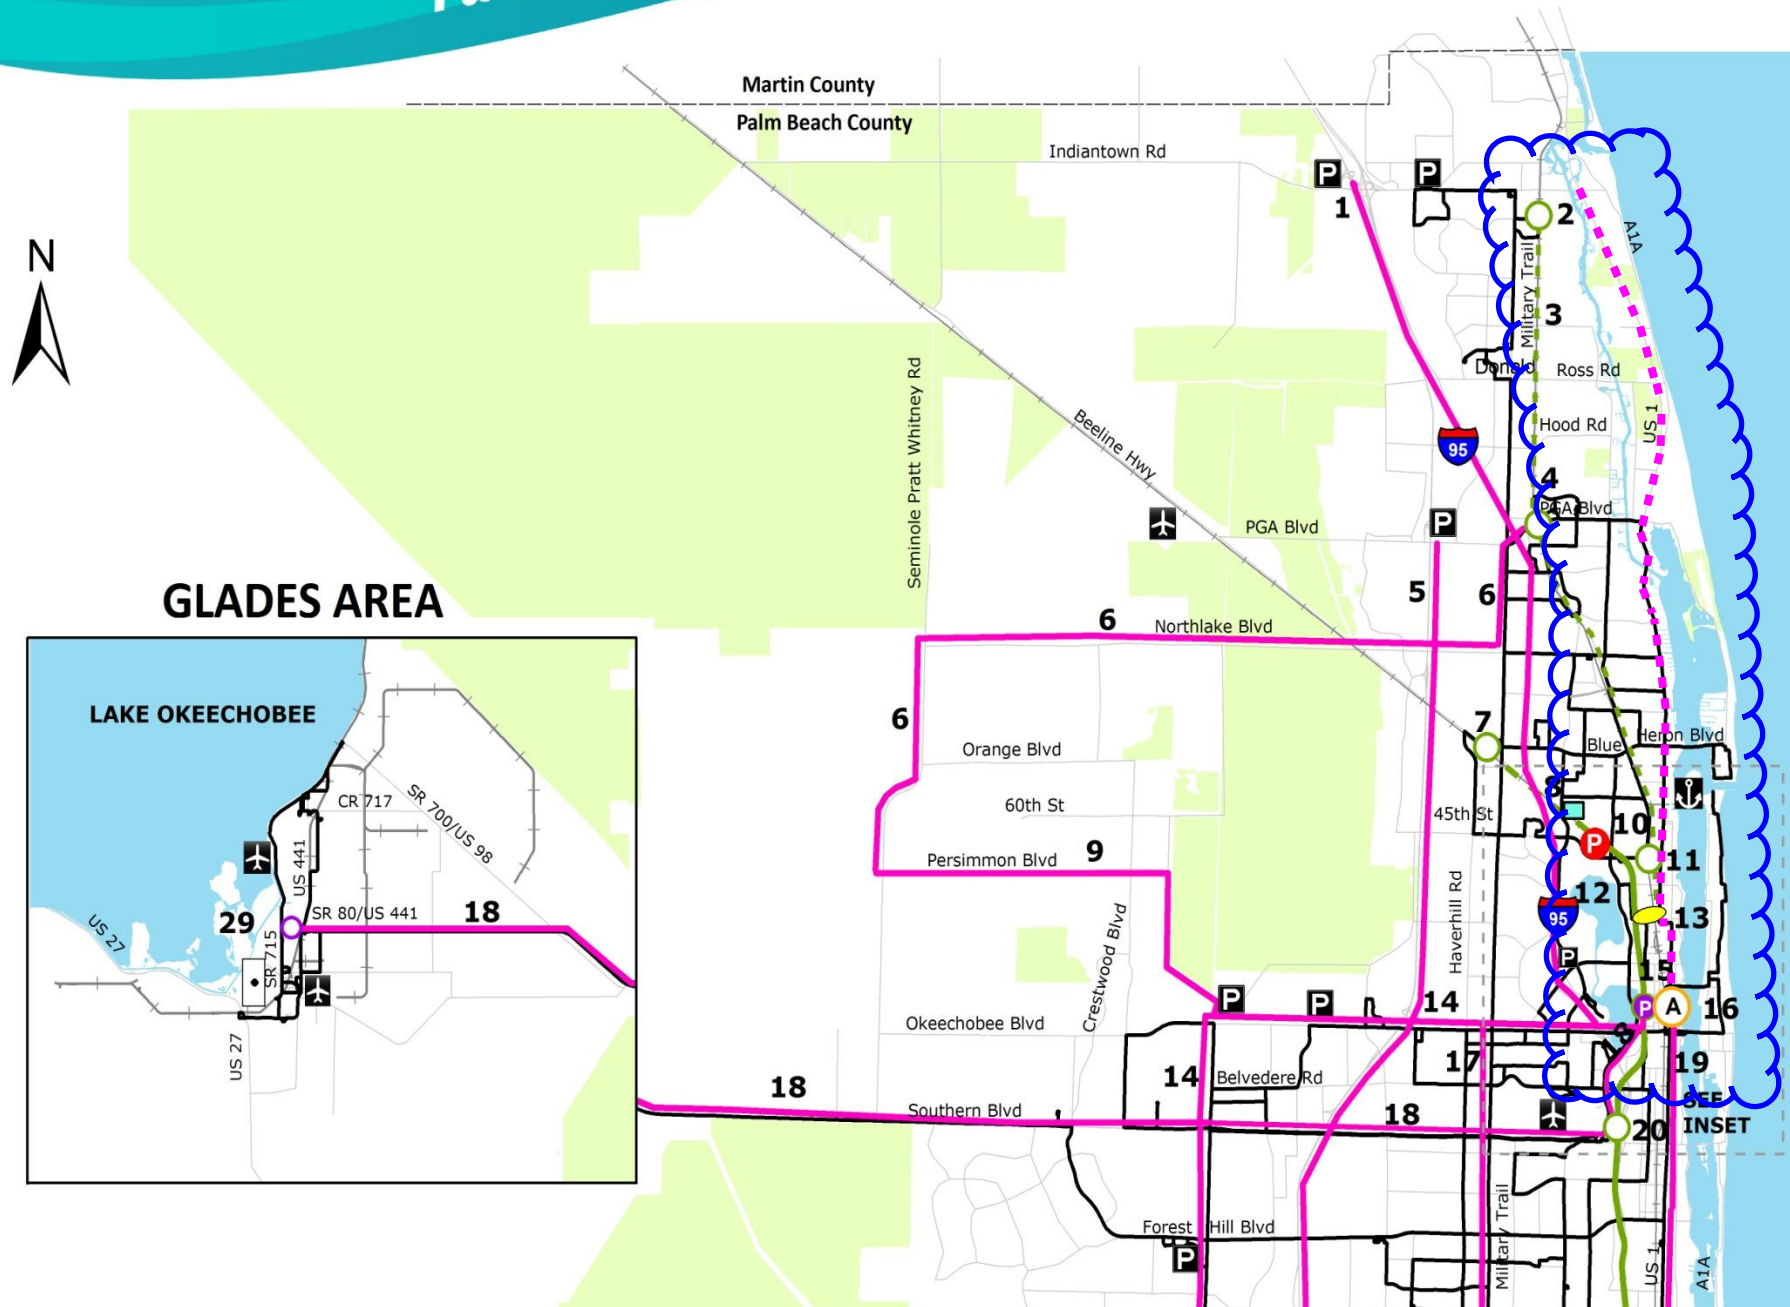 Martin County
Palm Beach County
Indiantown Rd
P
P
1
2
A1A
N
Military Trail
3
Donald
Ross Rd
Seminole Pratt Whitney Rd
US 1
Hood Rd
Beeline Hwy
95
4
PGA Blvd
PGA Blvd
P
5
6
GLADES AREA
6
Northlake Blvd
LAKE OKEECHOBEE
6
7
Orange Blvd
Blue
Heron Blvd
8
CR 717
SR 700/US 98
60th St
45th St
10
P
Persimmon Blvd
9
11
US 441
12
Haverhill Rd
95
13
29
SR 80/US 441
18
US 27
SR 715
Crestwood Blvd
P
15
P
P
14
P
A
16
Okeechobee Blvd
18
US 27
17
19
14
Belvedere Rd
18
Southern Blvd
18
SEE
INSET
20
Military Trail
Forest
Hill Blvd
P
US 1
A1A